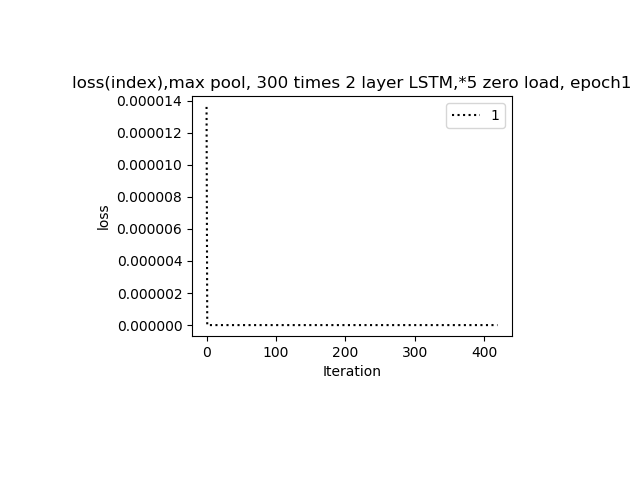 loss(index),max pool, 300 times 2 layer LSTM,*5 zero load, epoch1
0.000014
1
0.000012
0.000010
0.000008
0.000006
0.000004
0.000002
0.000000
loss
0 100 200 300 400
Iteration